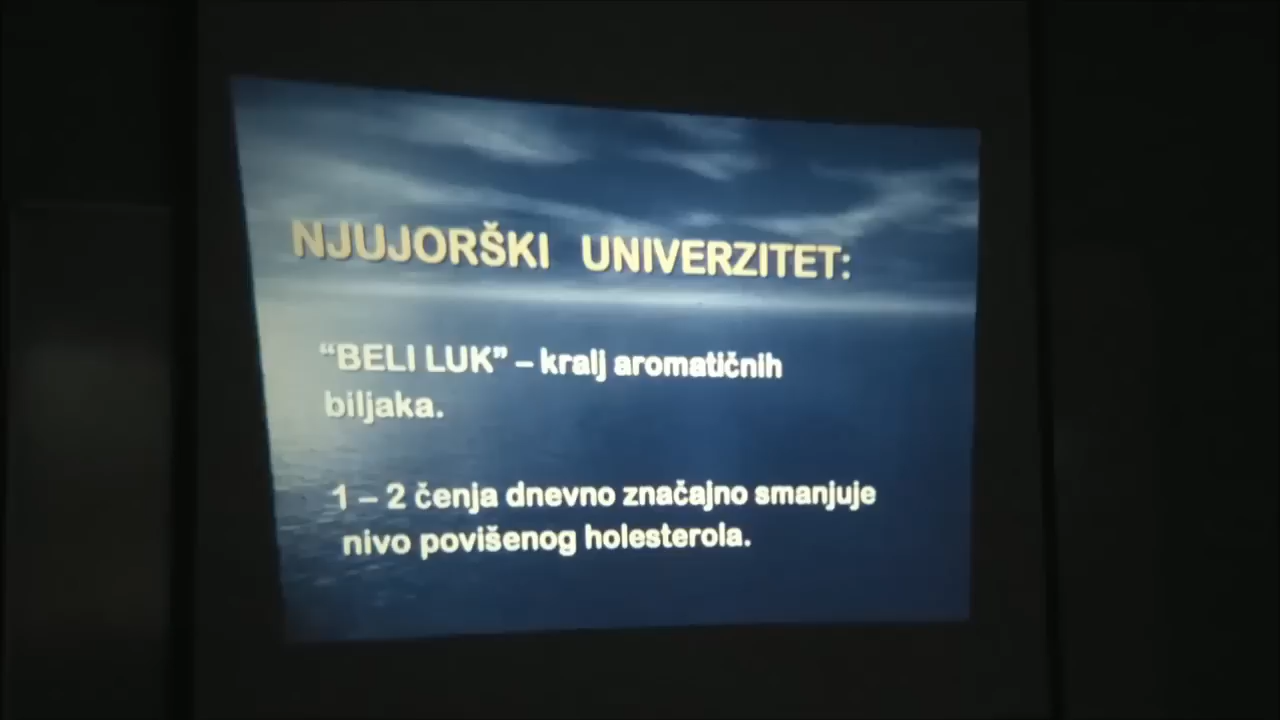 NJUJORŠKI UNIVERZITET:
“BELI LUK” – kralj aromatičnih
biljaka.
1 – 2 čenja dnevno značajno smanjuje
nivo povišenog holesterola.